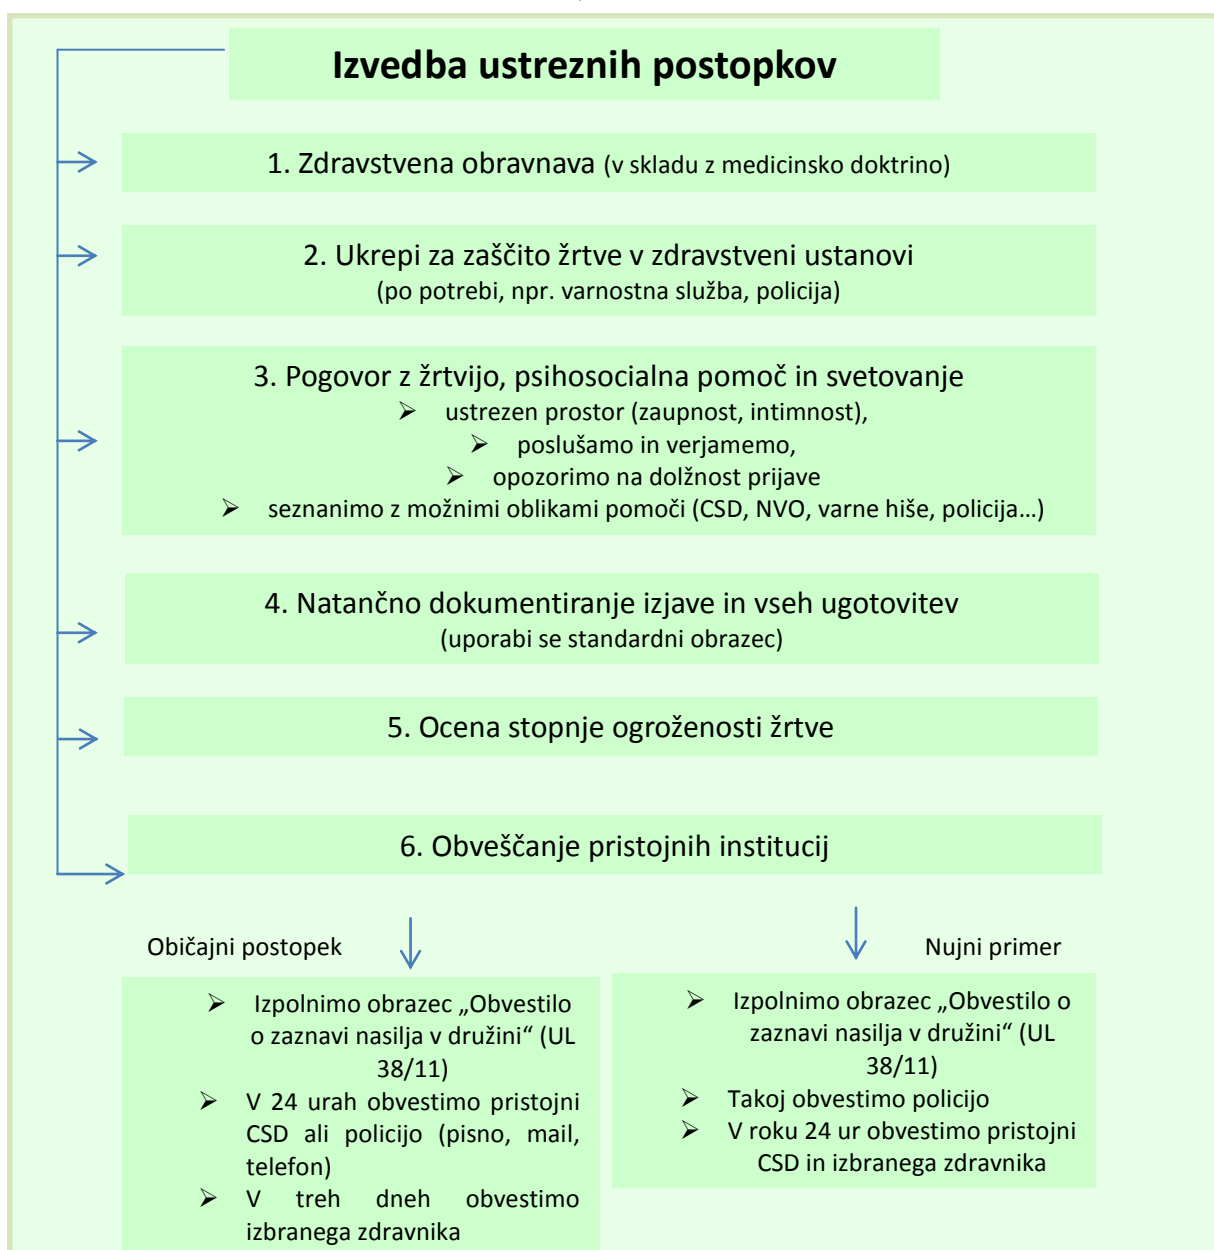 Izvedba ustreznih postopkov
1. Zdravstvena obravnava (v skladu z medicinsko doktrino)
2. Ukrepi za zaščito žrtve v zdravstveni ustanovi
(po potrebi, npr. varnostna služba, policija)
3. Pogovor z žrtvijo, psihosocialna pomoč in svetovanje
➢ ustrezen prostor (zaupnost, intimnost),
➢ poslušamo in verjamemo,
➢ opozorimo na dolžnost prijave
➢ seznanimo z možnimi oblikami pomoči (CSD, NVO, varne hiše, policija…)
4. Natančno dokumentiranje izjave in vseh ugotovitev
(uporabi se standardni obrazec)
5. Ocena stopnje ogroženosti žrtve
6. Obveščanje pristojnih institucij
Običajni postopek
➢ Izpolnimo obrazec „Obvestilo
o zaznavi nasilja v družini“ (UL
38/11)
➢ V 24 urah obvestimo pristojni
CSD ali policijo (pisno, mail,
telefon)
➢ V treh dneh obvestimo
izbranega zdravnika
Nujni primer
➢ Izpolnimo obrazec „Obvestilo o
zaznavi nasilja v družini“ (UL
38/11)
➢ Takoj obvestimo policijo
➢ V roku 24 ur obvestimo pristojni
CSD in izbranega zdravnika